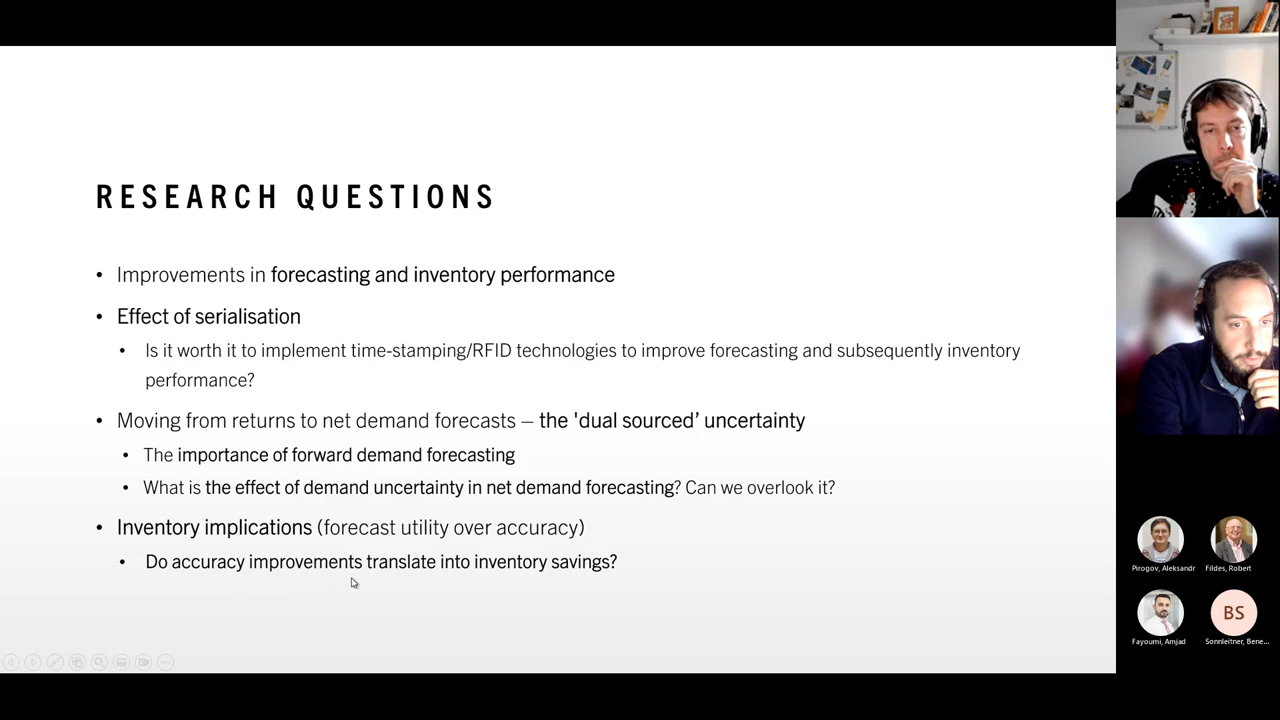 RESEARCH QUESTIONS
• Improvements in forecasting and inventory performance
• Effect of serialisation
• Is it worth it to implement time-stamping/RFID technologies to improve forecasting and subsequently inventory
performance?
• Moving from returns to net demand forecasts – the 'dual sourced’ uncertainty
• The importance of forward demand forecasting
• What is the effect of demand uncertainty in net demand forecasting? Can we overlook it?
• Inventory implications (forecast utility over accuracy)
• Do accuracy improvements translate into inventory savings?
Pirogov, Aleksandr
Fildes, Robert
BS
Fayoumi, Amjad
Sonnleitner, Bene...